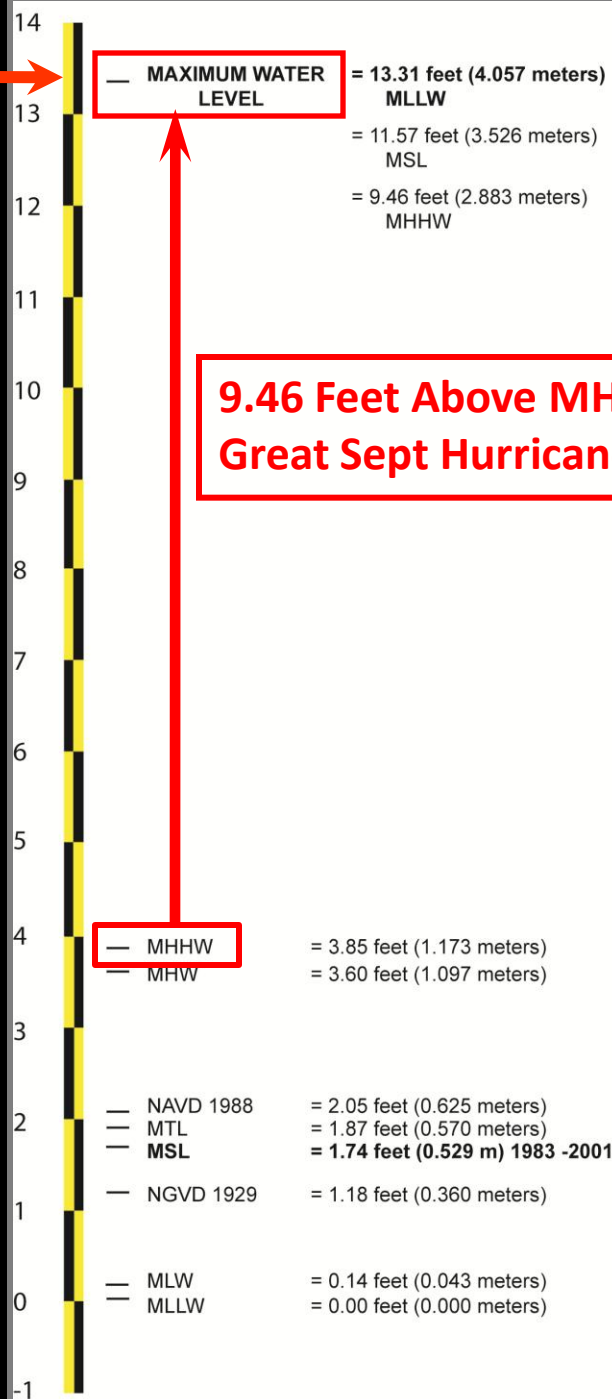 14
MAXIMUM WATER = 13.31 feet (4.057 meters)
LEVEL MLLW
13
= 11.57 feet (3.526 meters)
MSL
= 9.46 feet (2.883 meters)
12
MHHW
11
10
9.46 Feet Above MH
Great Sept Hurrican
9
8
7
6
5
4
MHHW = 3.85 feet (1.173 meters)
MHW = 3.60 feet (1.097 meters)
3
NAVD 1988 = 2.05 feet (0.625 meters)
2
MTL = 1.87 feet (0.570 meters)
MSL = 1.74 feet (0.529 m) 1983 -2001
NGVD 1929 = 1.18 feet (0.360 meters)
1
MLW = 0.14 feet (0.043 meters)
0
MLLW = 0.00 feet (0.000 meters)
-1